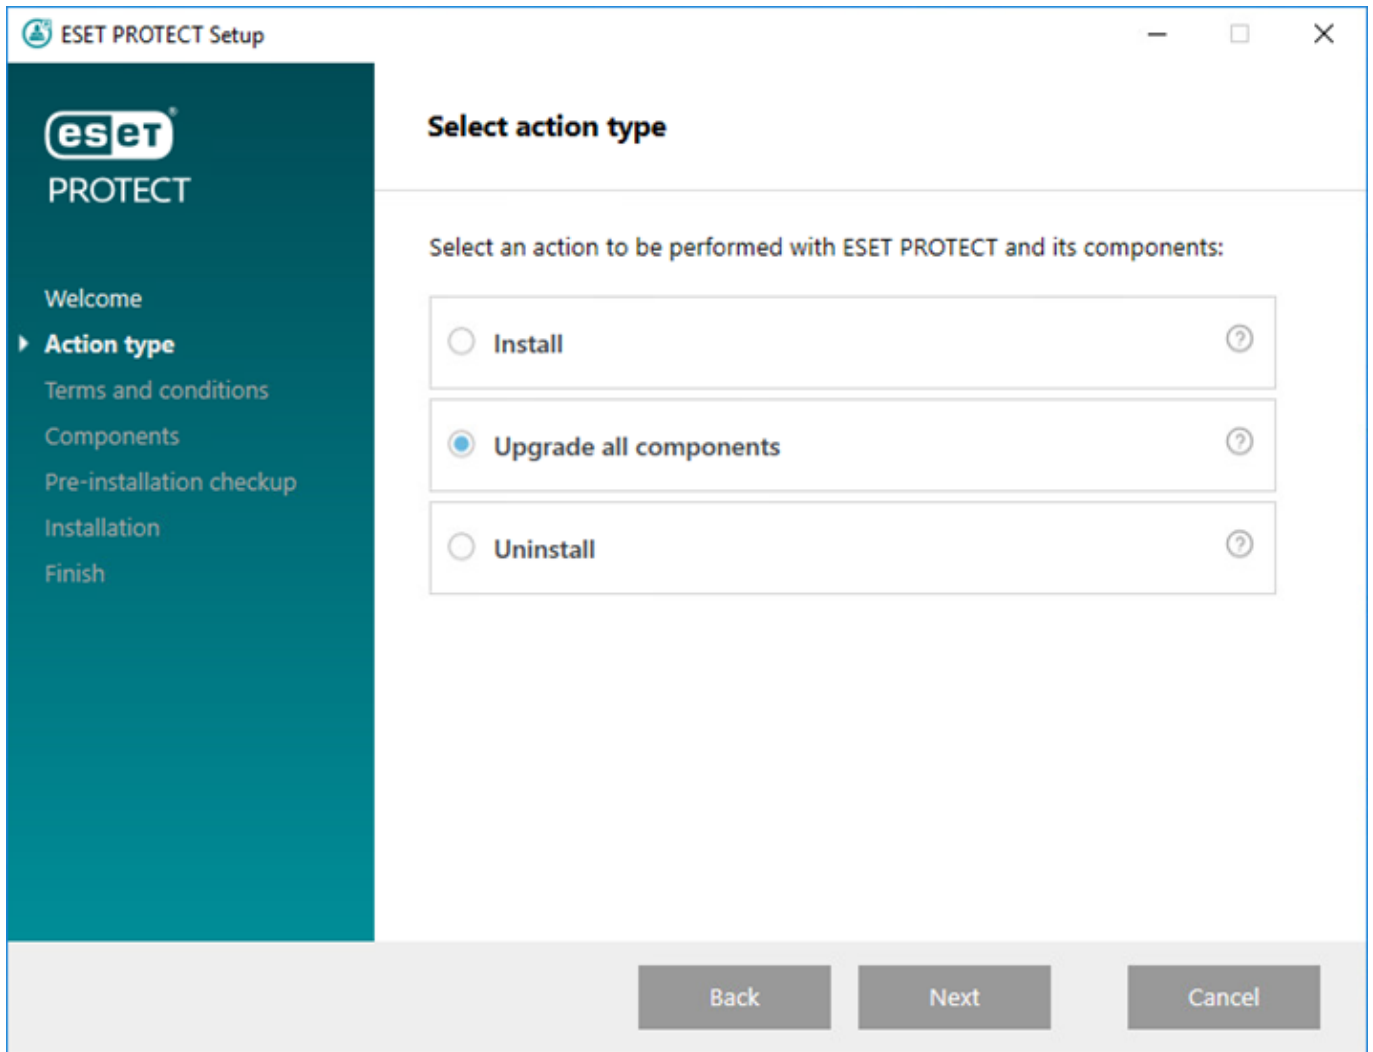 ESET PROTECT Setup
eset®
PROTECT
Welcome
Action type
Terms and conditions
Components
Pre-installation checkup
Installation
Finish
Select action type
Select an action to be performed with ESET PROTECT and its components:
Install
Upgrade all components
Uninstall
Back Next Cancel